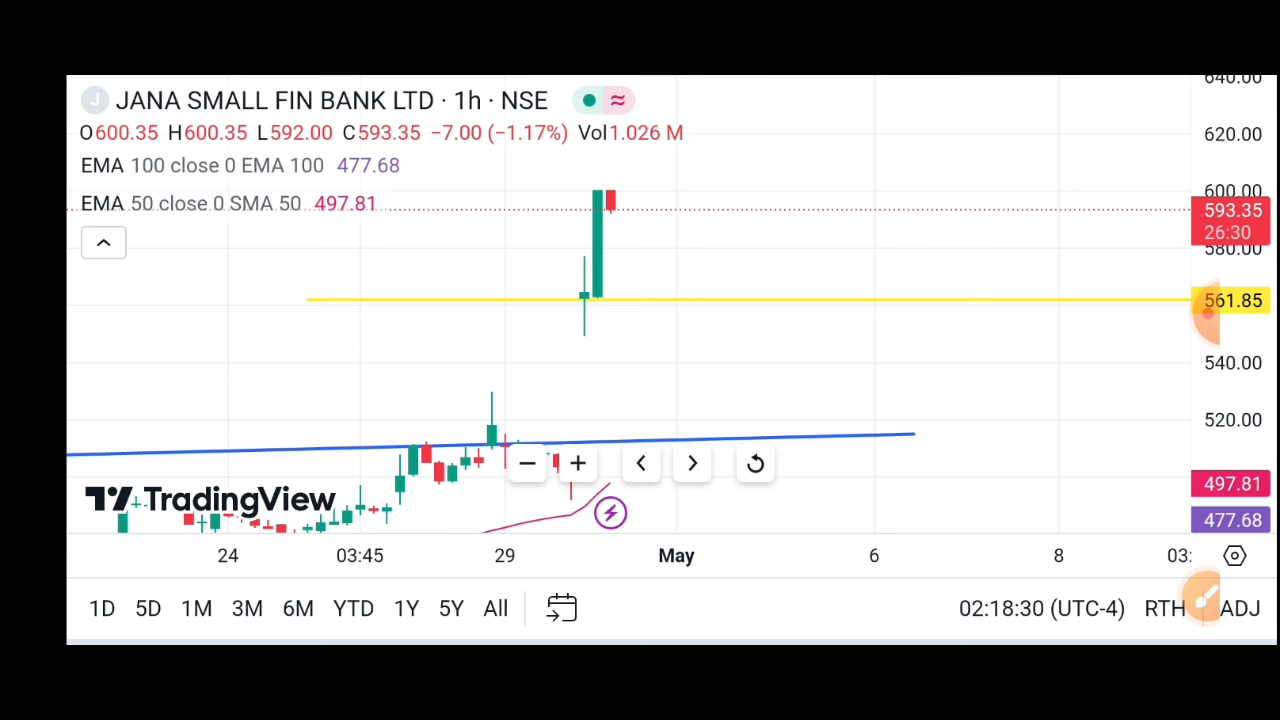 640.00
J JANA SMALL FIN BANK LTD · 1h · NSE
O600.35 H600.35 L592.00 C593.35 −7.00 (−1.17%) Vol1.026 M
620.00
EMA 100 close 0 EMA 100 477.68
600.00
EMA 50 close 0 SMA 50 497.81
593.35
26:30
580.00
561.85
540.00
520.00
497.81
TradingView
477.68
24 03:45 29 May 6 8 03:
1D 5D 1M 3M 6M YTD 1Y 5Y All 02:18:30 (UTC-4) RTH ADJ